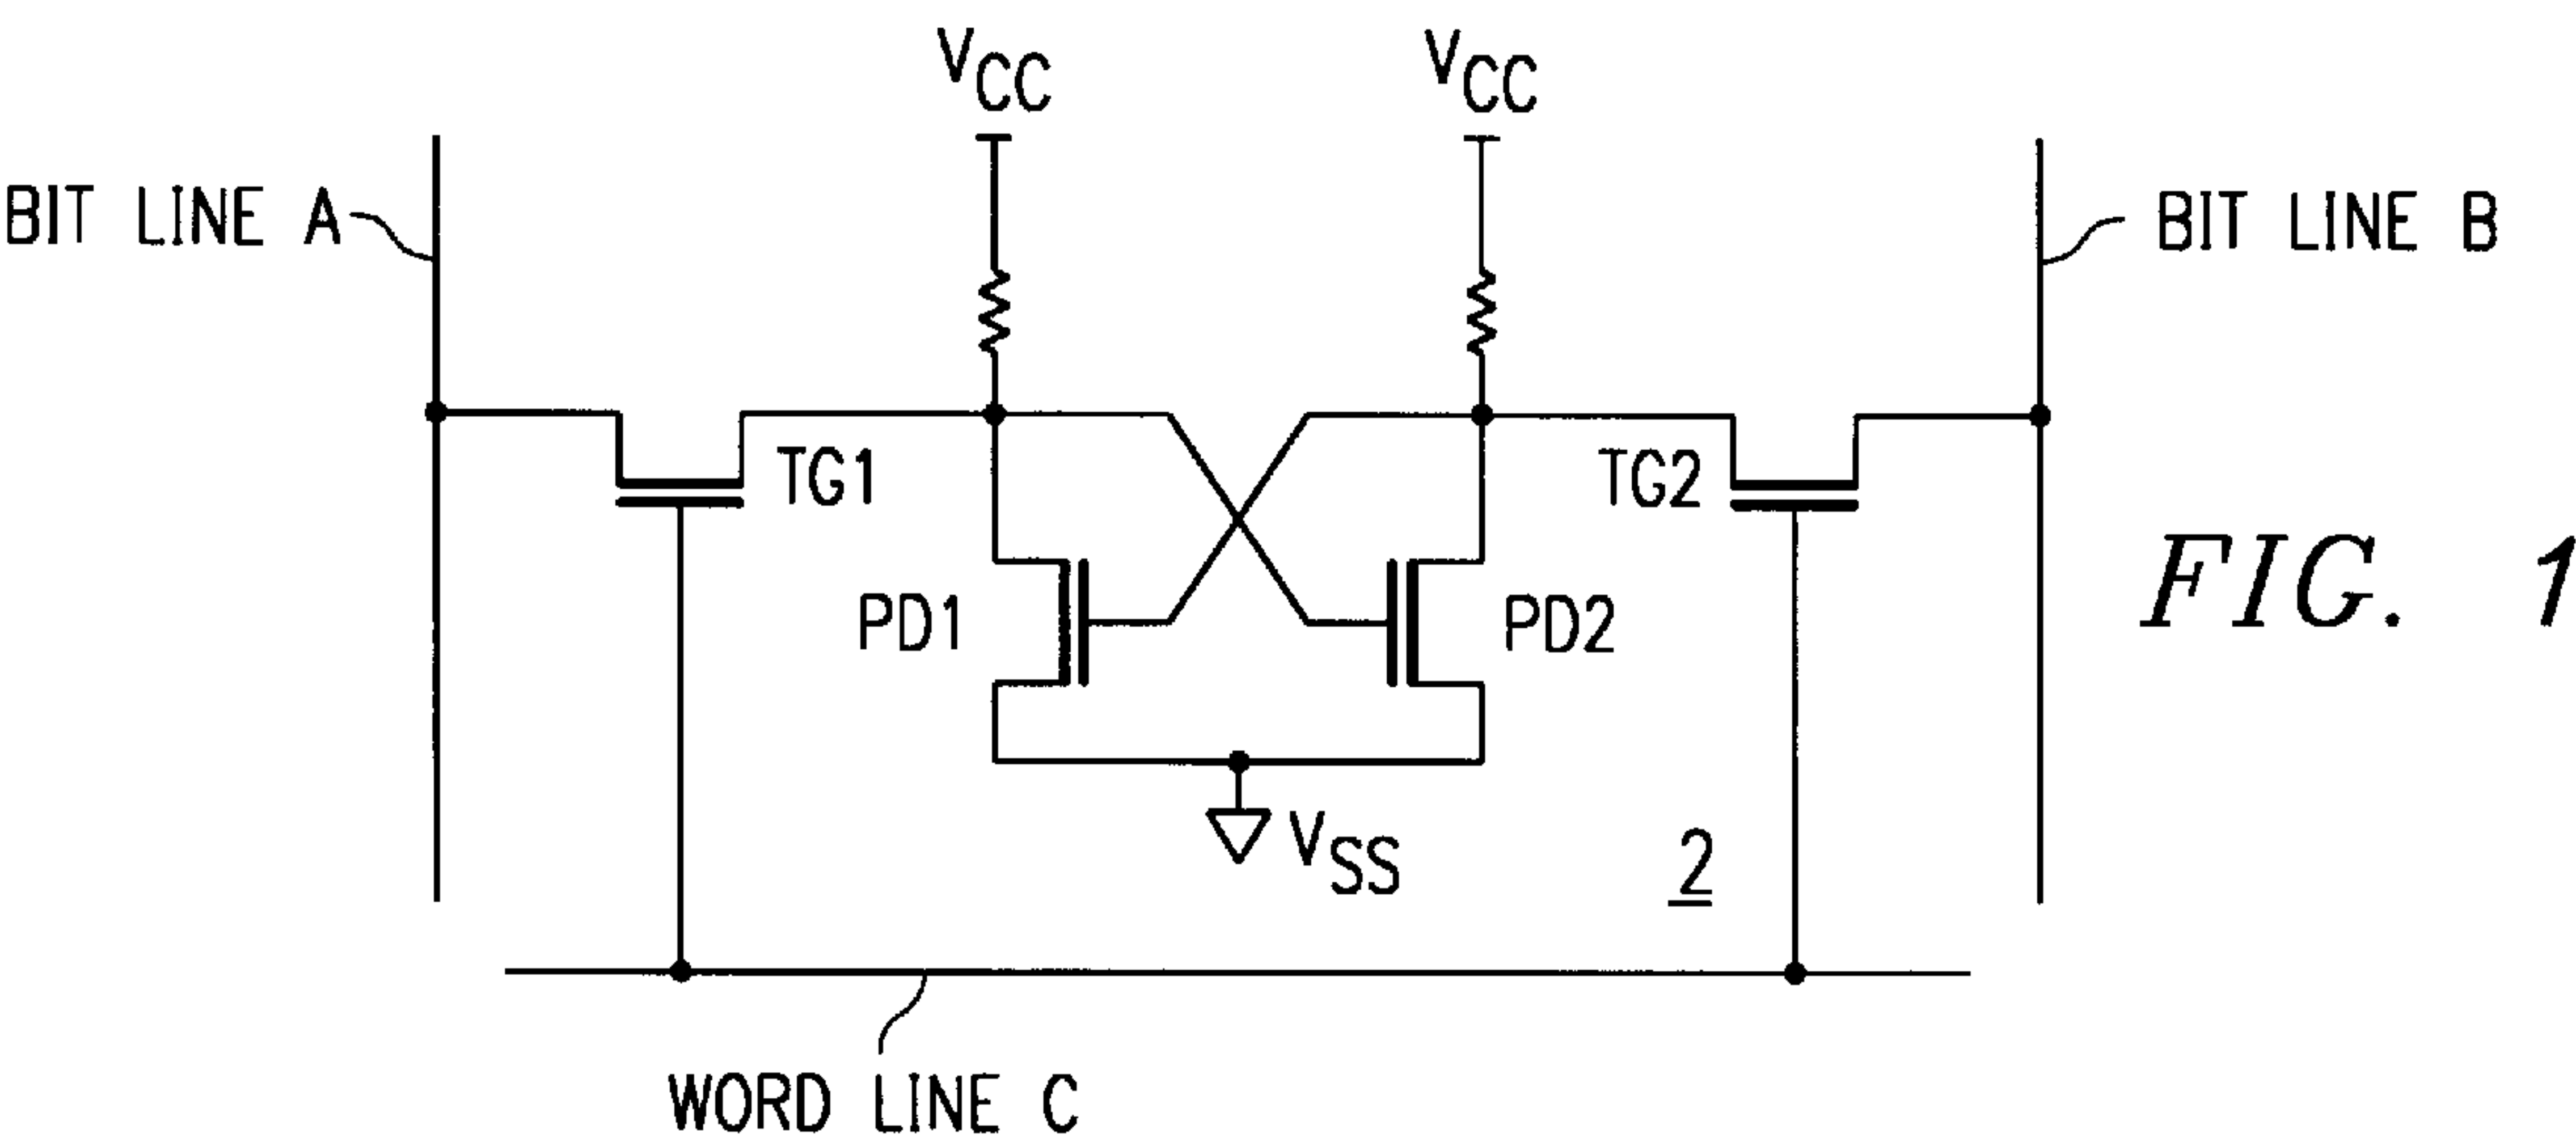 VCC
VCC
BIT LINE A
BIT LINE B
TG1
TG2
FIG. 1
PD1
PD2
VSS
2
WORD LINE C